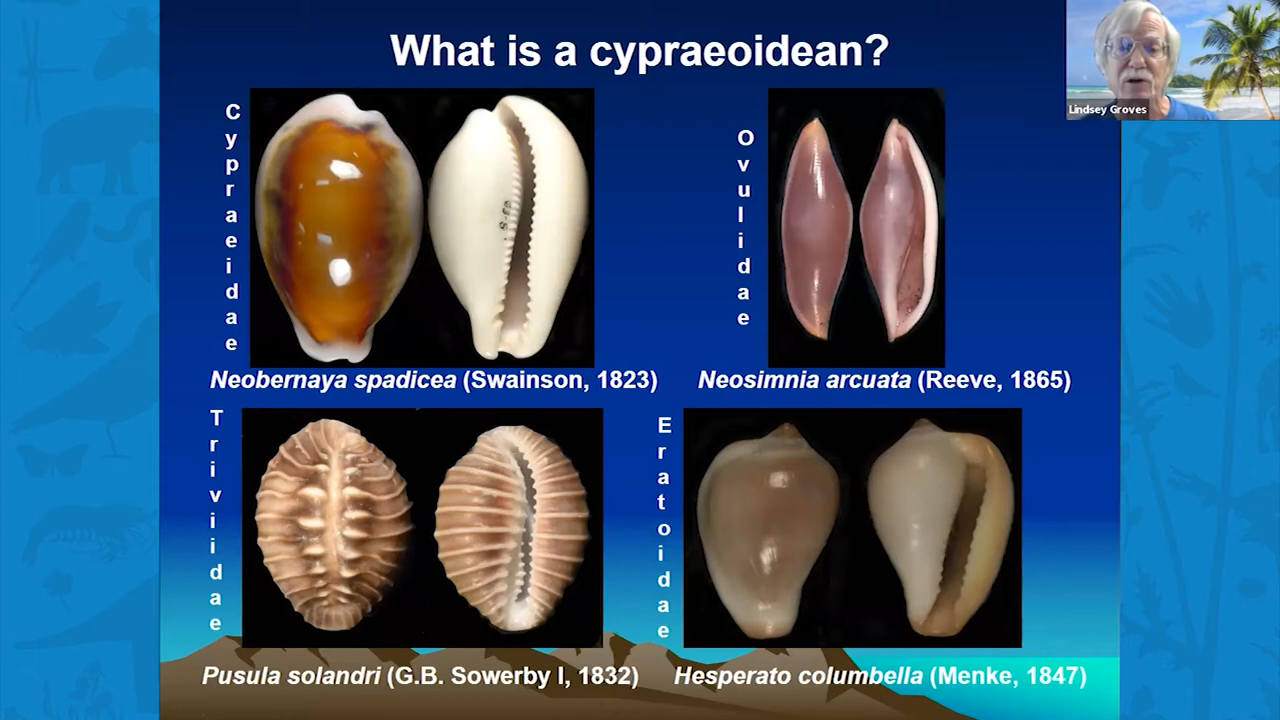 What is a cypraeoidean?
Lindsey Groves
Cypraeidae
Ovulidae
Neobernaya spadicea (Swainson, 1823)
Neosimnia arcuata (Reeve, 1865)
Triviidae
Eratoidae
Pusula solandri (G.B. Sowerby I, 1832)
Hesperato columbella (Menke, 1847)